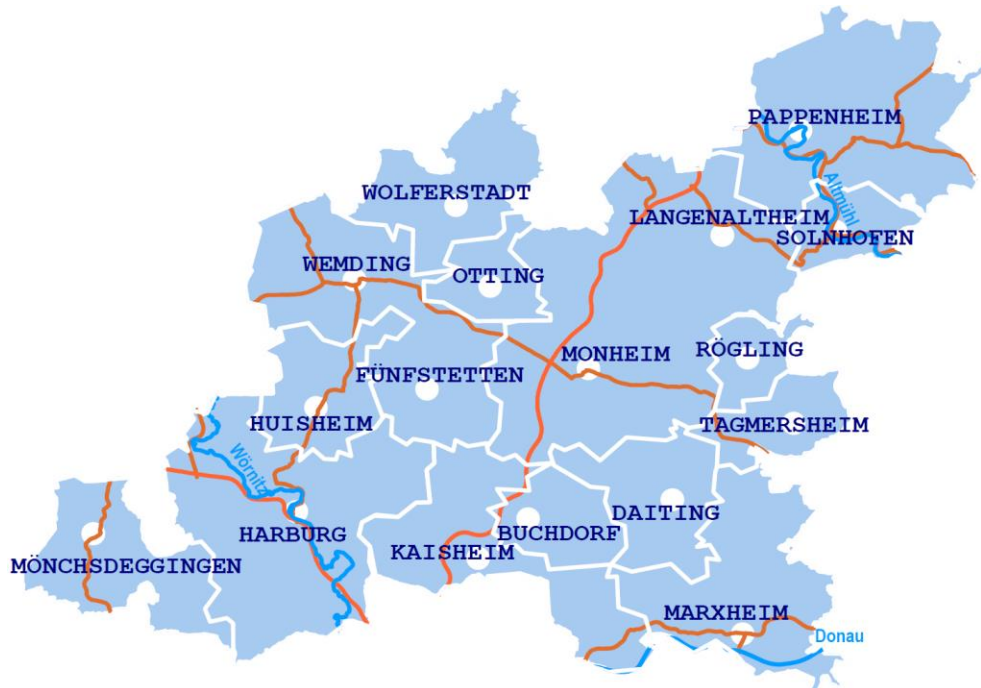 PAPPENHEIM
Altmühl
WOLFERSTADT
LANGENALTHEIM
SOLNHOFEN
WEMDING
OTTING
MONHEIM
RÖGLING
FÜNFSTETTEN
HUISHEIM
TAGMERSHEIM
Wörnitz
HARBURG
KAISHEIM
BUCHDORF
DAITING
MÖNCHSDEGGINGEN
MARXHEIM
Donau